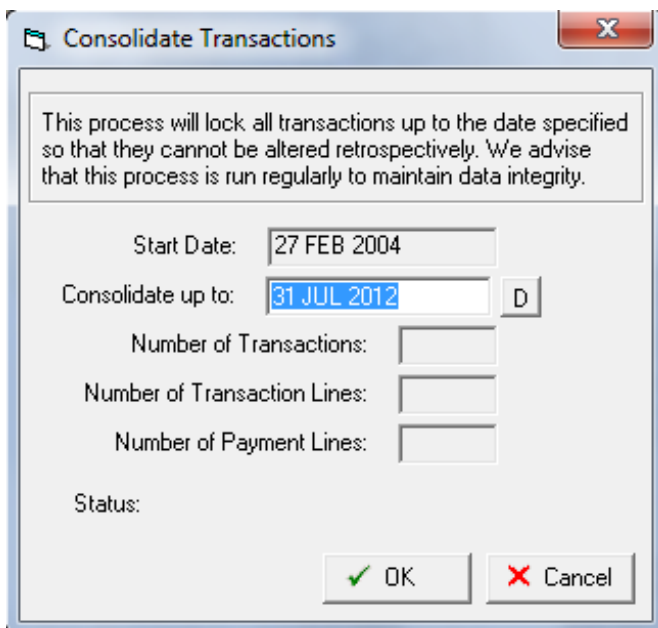 Consolidate Transactions
This process will lock all transactions up to the date specified
so that they cannot be altered retrospectively. We advise
that this process is run regularly to maintain data integrity.
Start Date: 27 FEB 2004
Consolidate up to: 31 JUL 2012 D
Number of Transactions:
Number of Transaction Lines:
Number of Payment Lines:
Status:
OK Cancel